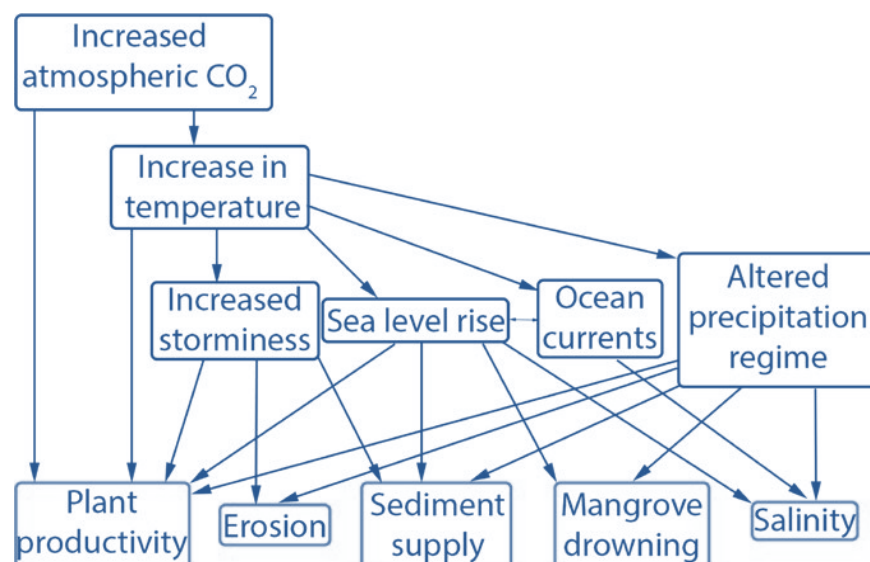 Increased
atmospheric CO₂
Increase in
temperature
Increased
storminess
Sea level rise
Ocean
currents
Altered
precipitation
regime
Plant
productivity
Erosion
Sediment
supply
Mangrove
drowning
Salinity